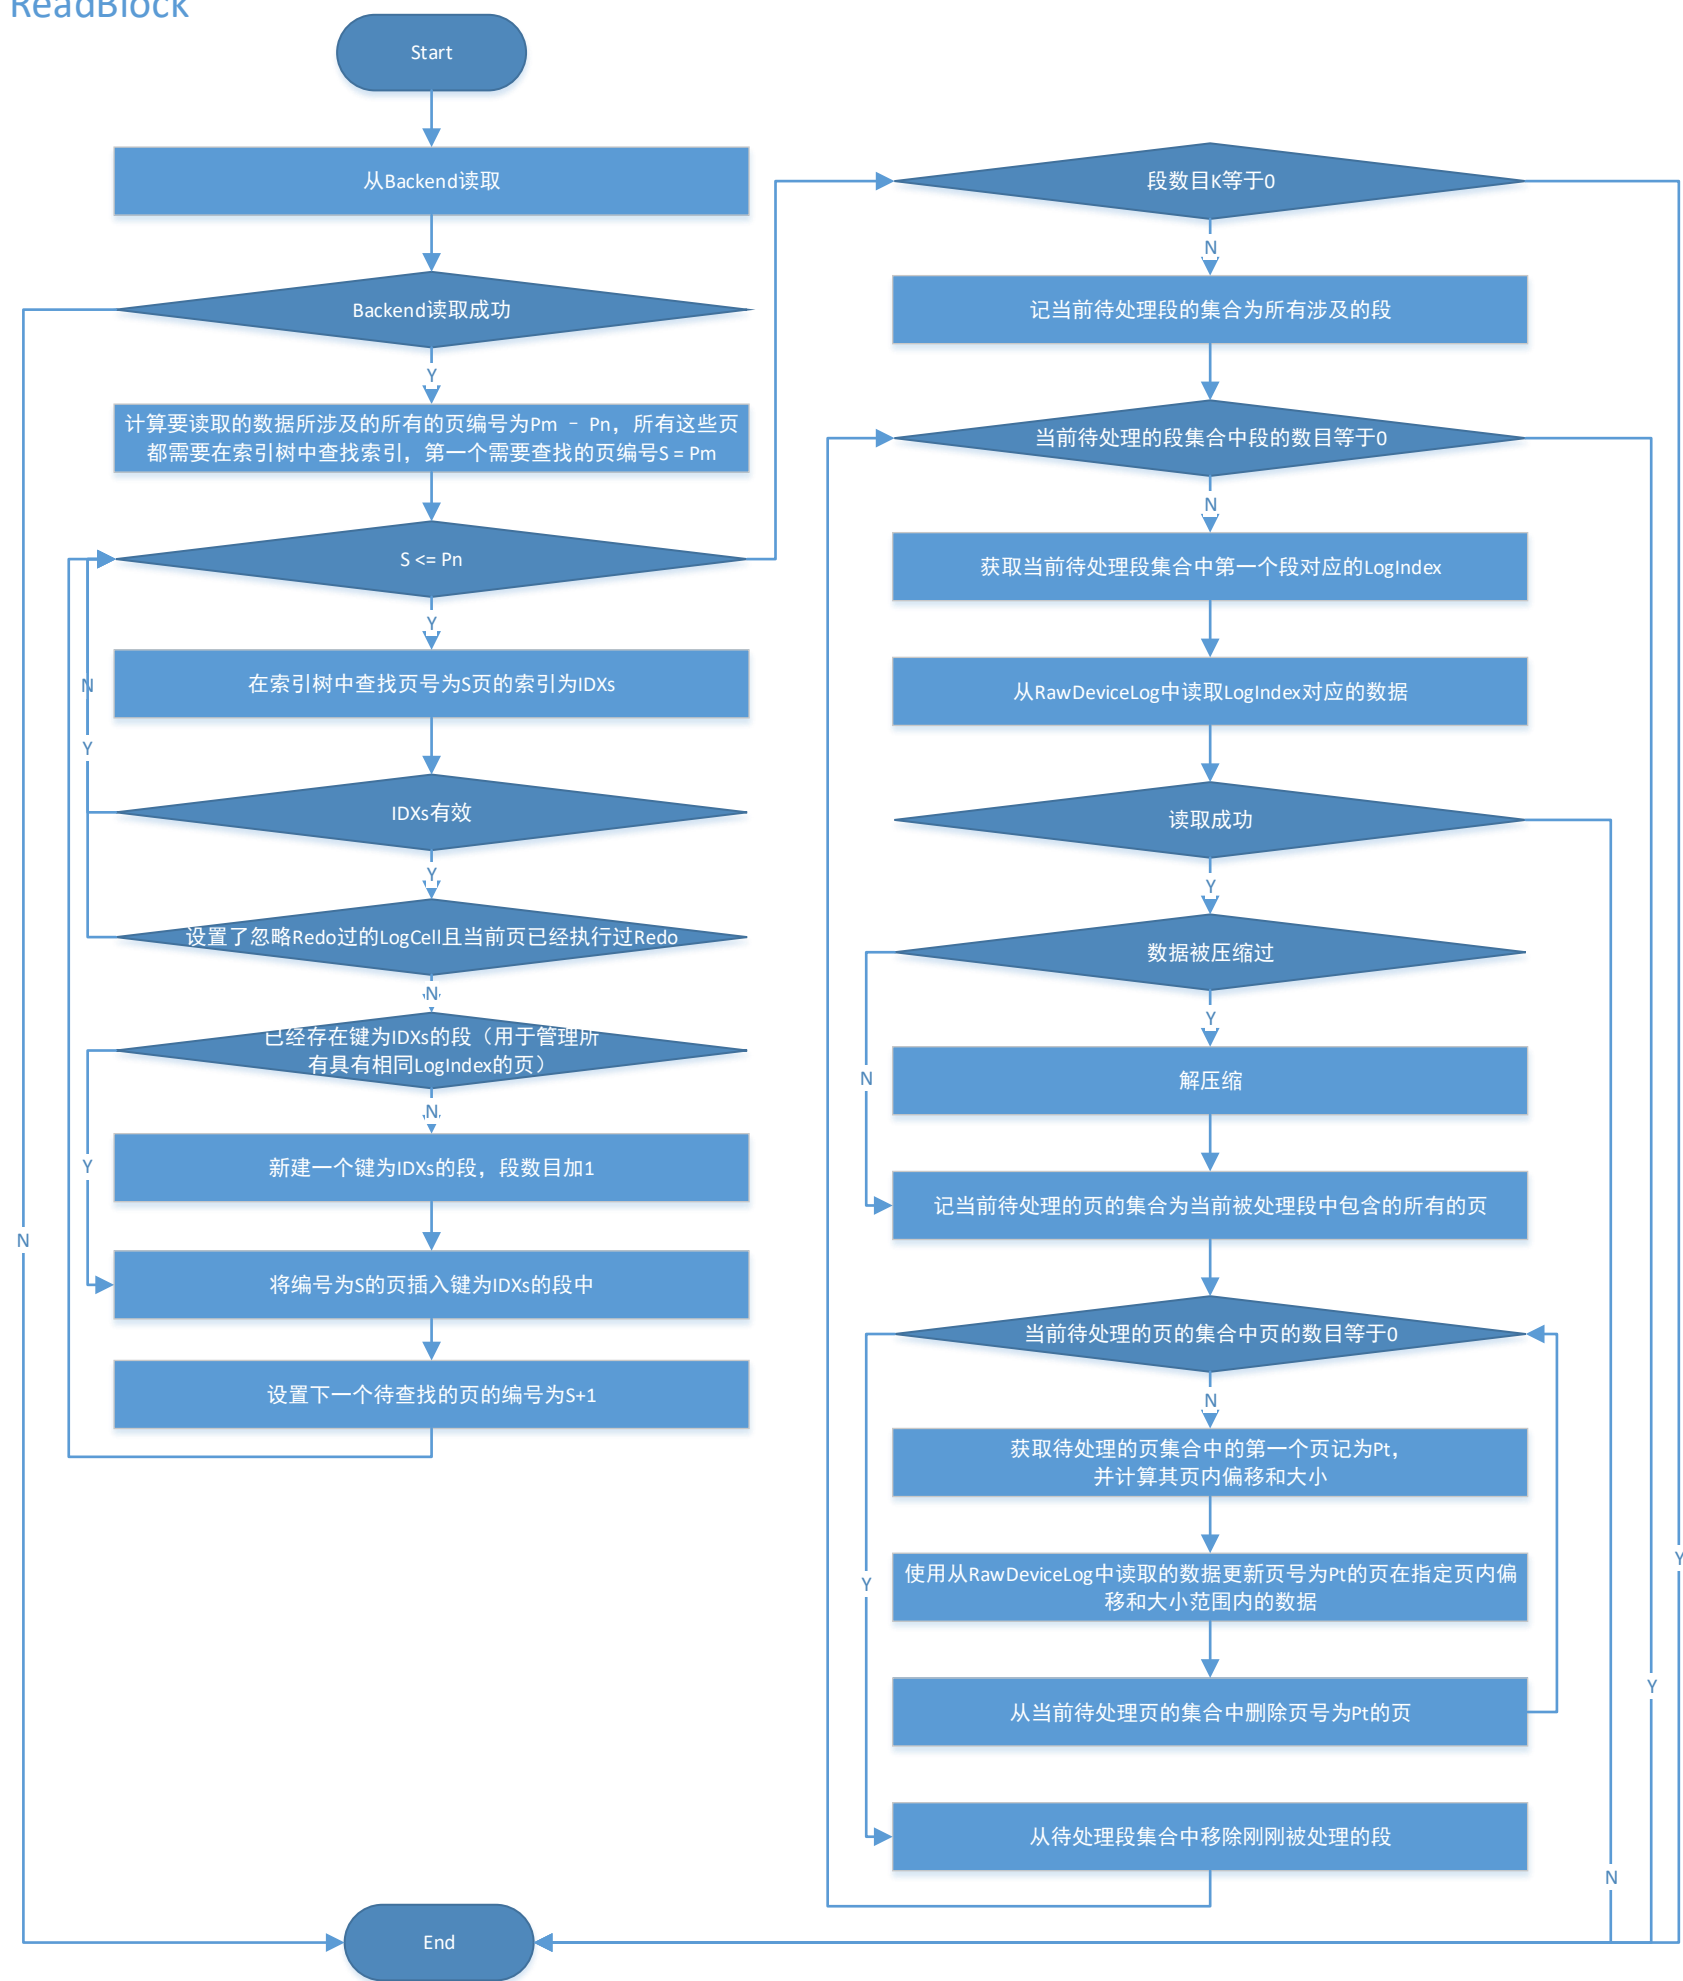 ReadBlock
Start
从Backend读取
Backend读取成功
Y
计算要读取的数据所涉及的所有的页编号为Pm – Pn，所有这些页
都需要在索引树中查找索引，第一个需要查找的页编号S = Pm
S <= Pn
Y
在索引树中查找页号为S页的索引为IDXs
N
Y
IDXs有效
Y
设置了忽略Redo过的LogCell且当前页已经执行过Redo
N
已经存在键为IDXs的段（用于管理所
有具有相同LogIndex的页）
N
Y
新建一个键为IDXs的段，段数目加1
N
将编号为S的页插入键为IDXs的段中
设置下一个待查找的页的编号为S+1
End
段数目K等于0
N
记当前待处理段的集合为所有涉及的段
当前待处理的段集合中段的数目等于0
N
获取当前待处理段集合中第一个段对应的LogIndex
从RawDeviceLog中读取LogIndex对应的数据
读取成功
Y
数据被压缩过
Y
N
解压缩
记当前待处理的页的集合为当前被处理段中包含的所有的页
当前待处理的页的集合中页的数目等于0
N
获取待处理的页集合中的第一个页记为Pt，
并计算其页内偏移和大小
Y
Y
使用从RawDeviceLog中读取的数据更新页号为Pt的页在指定页内偏
移和大小范围内的数据
Y
从当前待处理页的集合中删除页号为Pt的页
从待处理段集合中移除刚刚被处理的段
N